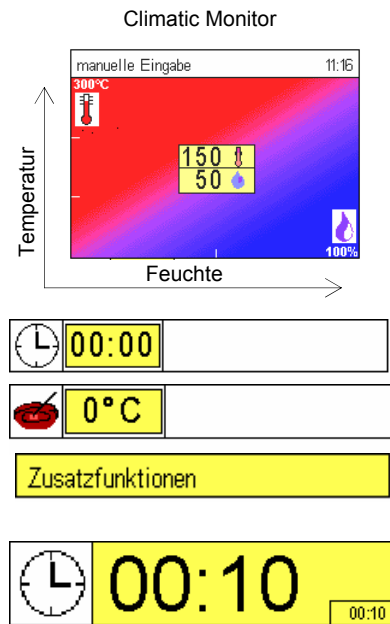 Climatic Monitor
manuelle Eingabe 11:16
300°C
150
50
100%
Temperatur
Feuchte
00:00
0°C
Zusatzfunktionen
00:10
00:10